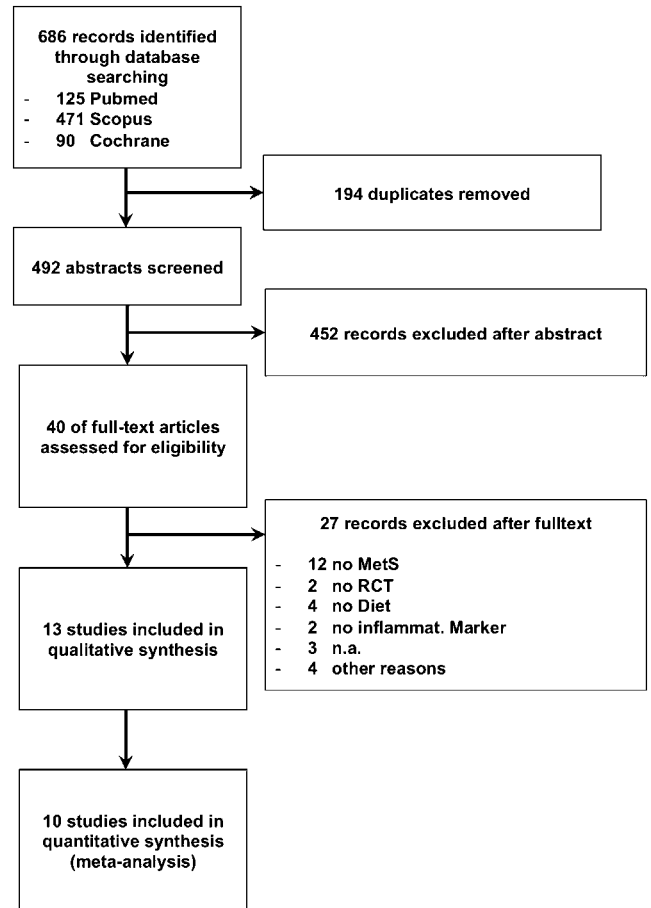 686 records identified
through database
searching
- 125 Pubmed
- 471 Scopus
- 90 Cochrane
194 duplicates removed
492 abstracts screened
452 records excluded after abstract
40 of full-text articles
assessed for eligibility
27 records excluded after fulltext
- 12 no MetS
- 2 no RCT
- 4 no Diet
- 2 no inflammat. Marker
- 3 n.a.
- 4 other reasons
13 studies included in
qualitative synthesis
10 studies included in
quantitative synthesis
(meta-analysis)